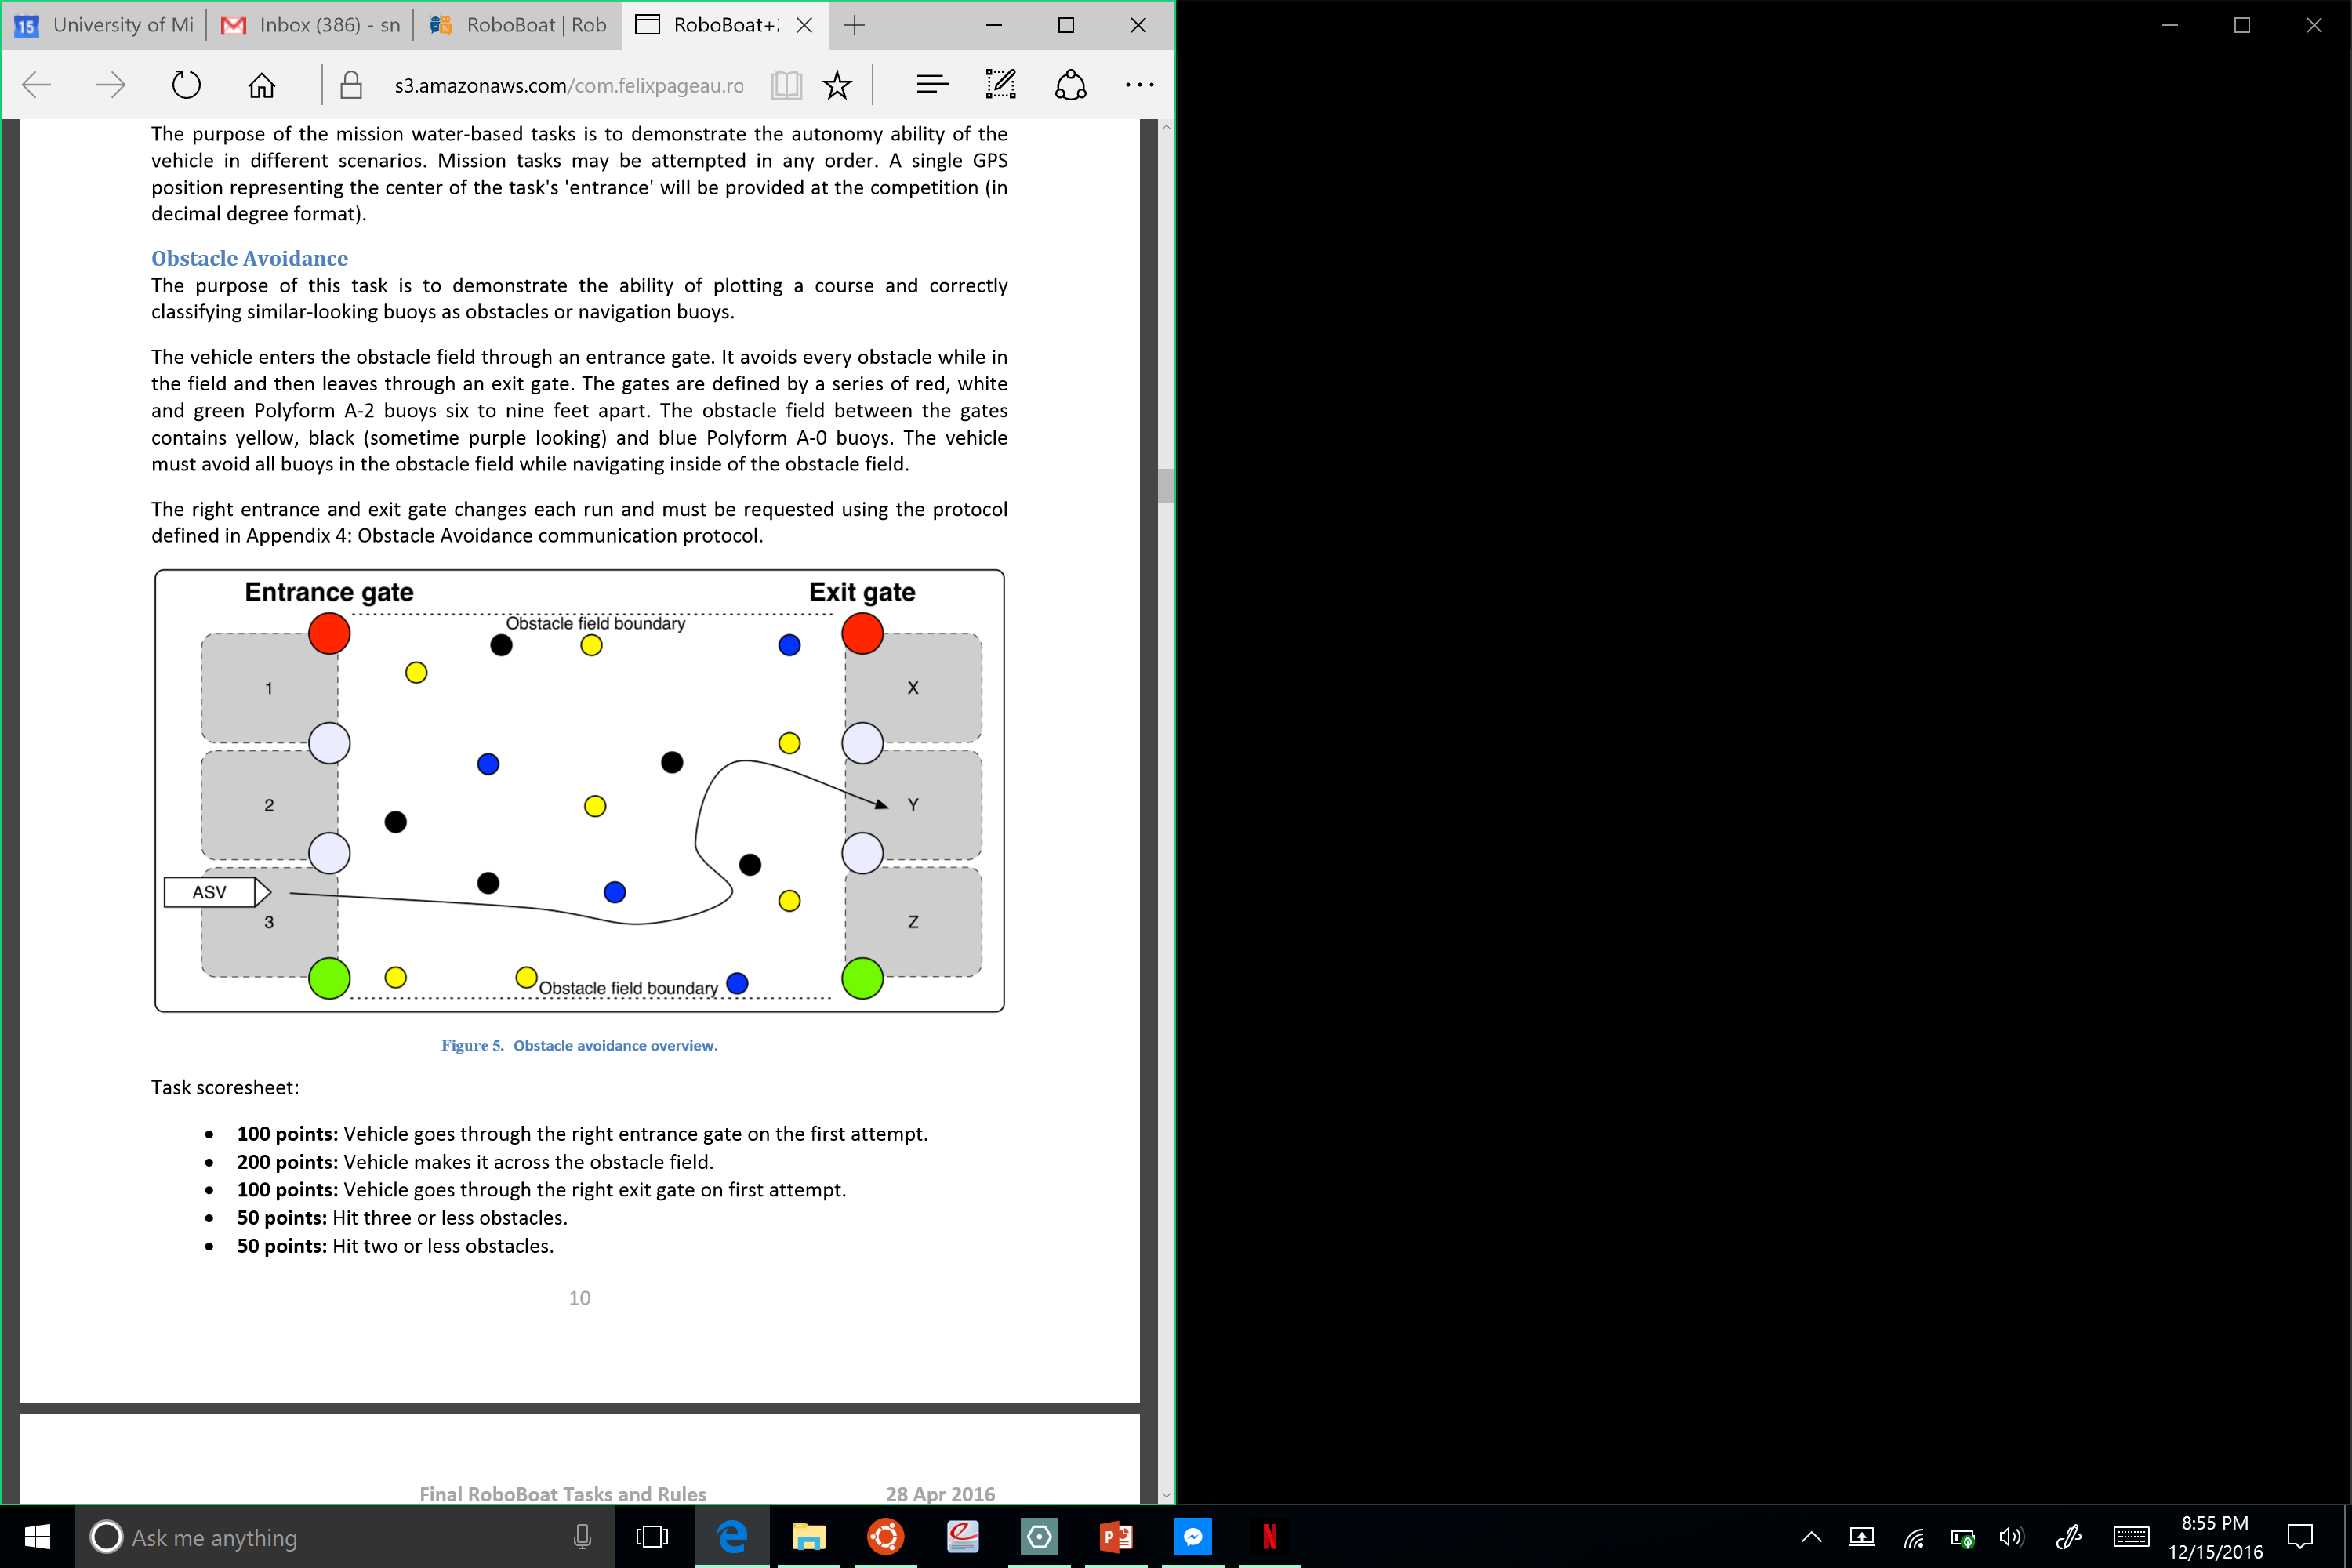 15 University of Mi
Inbox (386) - sn
RoboBoat | Rob
RoboBoat+
s3.amazonaws.com/com.felixpageau.ro
The purpose of the mission water-based tasks is to demonstrate the autonomy ability of the
vehicle in different scenarios. Mission tasks may be attempted in any order. A single GPS
position representing the center of the task's 'entrance' will be provided at the competition (in
decimal degree format).
Obstacle Avoidance
The purpose of this task is to demonstrate the ability of plotting a course and correctly
classifying similar-looking buoys as obstacles or navigation buoys.
The vehicle enters the obstacle field through an entrance gate. It avoids every obstacle while in
the field and then leaves through an exit gate. The gates are defined by a series of red, white
and green Polyform A-2 buoys six to nine feet apart. The obstacle field between the gates
contains yellow, black (sometime purple looking) and blue Polyform A-0 buoys. The vehicle
must avoid all buoys in the obstacle field while navigating inside of the obstacle field.
The right entrance and exit gate changes each run and must be requested using the protocol
defined in Appendix 4: Obstacle Avoidance communication protocol.
Entrance gate
Exit gate
Obstacle field boundary
1
X
2
Y
ASV
3
Z
Obstacle field boundary
Figure 5. Obstacle avoidance overview.
Task scoresheet:
• 100 points: Vehicle goes through the right entrance gate on the first attempt.
• 200 points: Vehicle makes it across the obstacle field.
• 100 points: Vehicle goes through the right exit gate on first attempt.
• 50 points: Hit three or less obstacles.
• 50 points: Hit two or less obstacles.
10
Final RoboBoat Tasks and Rules 28 Apr 2016
Ask me anything
8:55 PM
12/15/2016